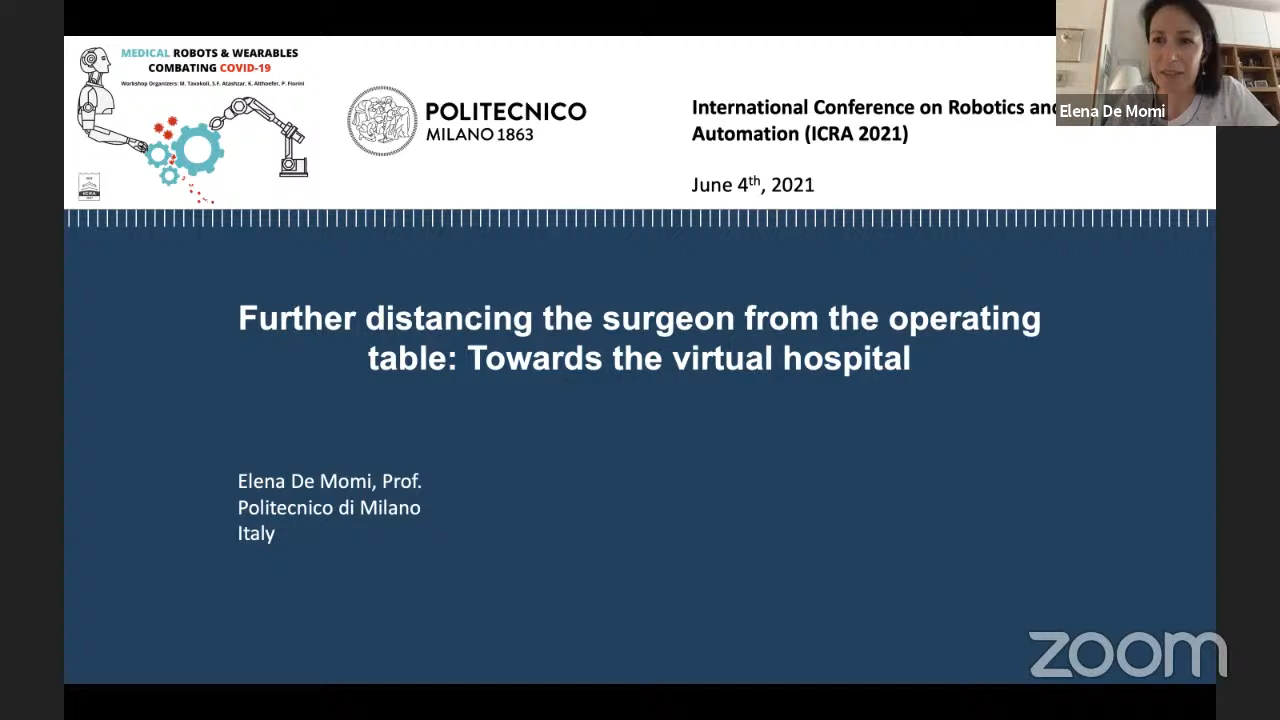 MEDICAL ROBOTS & WEARABLES
COMBATING COVID-19
Workshop Organizers: M. Tavakoli, S.F. Atashzar, K. Althoefer, P. Fiorini
POLITECNICO
MILANO 1863
International Conference on Robotics and
Automation (ICRA 2021)
June 4th, 2021
Elena De Momi
Further distancing the surgeon from the operating
table: Towards the virtual hospital
Elena De Momi, Prof.
Politecnico di Milano
Italy
zoom